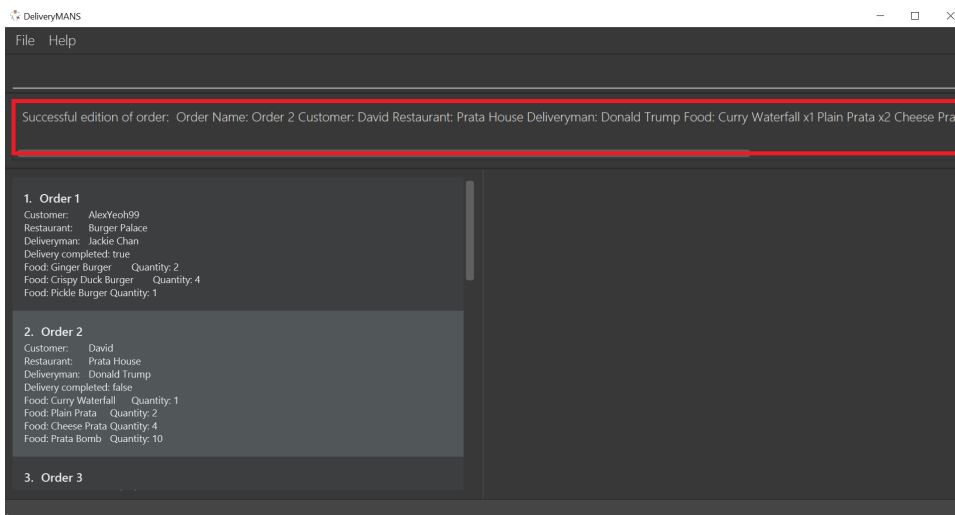 DeliveryMANS
File Help
Successful edition of order: Order Name: Order 2 Customer: David Restaurant: Prata House Deliveryman: Donald Trump Food: Curry Waterfall x1 Plain Prata x2 Cheese Pra
1. Order 1
Customer: AlexYeoh99
Restaurant: Burger Palace
Deliveryman: Jackie Chan
Delivery completed: true
Food: Ginger Burger Quantity: 2
Food: Crispy Duck Burger Quantity: 4
Food: Pickle Burger Quantity: 1
2. Order 2
Customer: David
Restaurant: Prata House
Deliveryman: Donald Trump
Delivery completed: false
Food: Curry Waterfall Quantity: 1
Food: Plain Prata Quantity: 2
Food: Cheese Prata Quantity: 4
Food: Prata Bomb Quantity: 10
3. Order 3